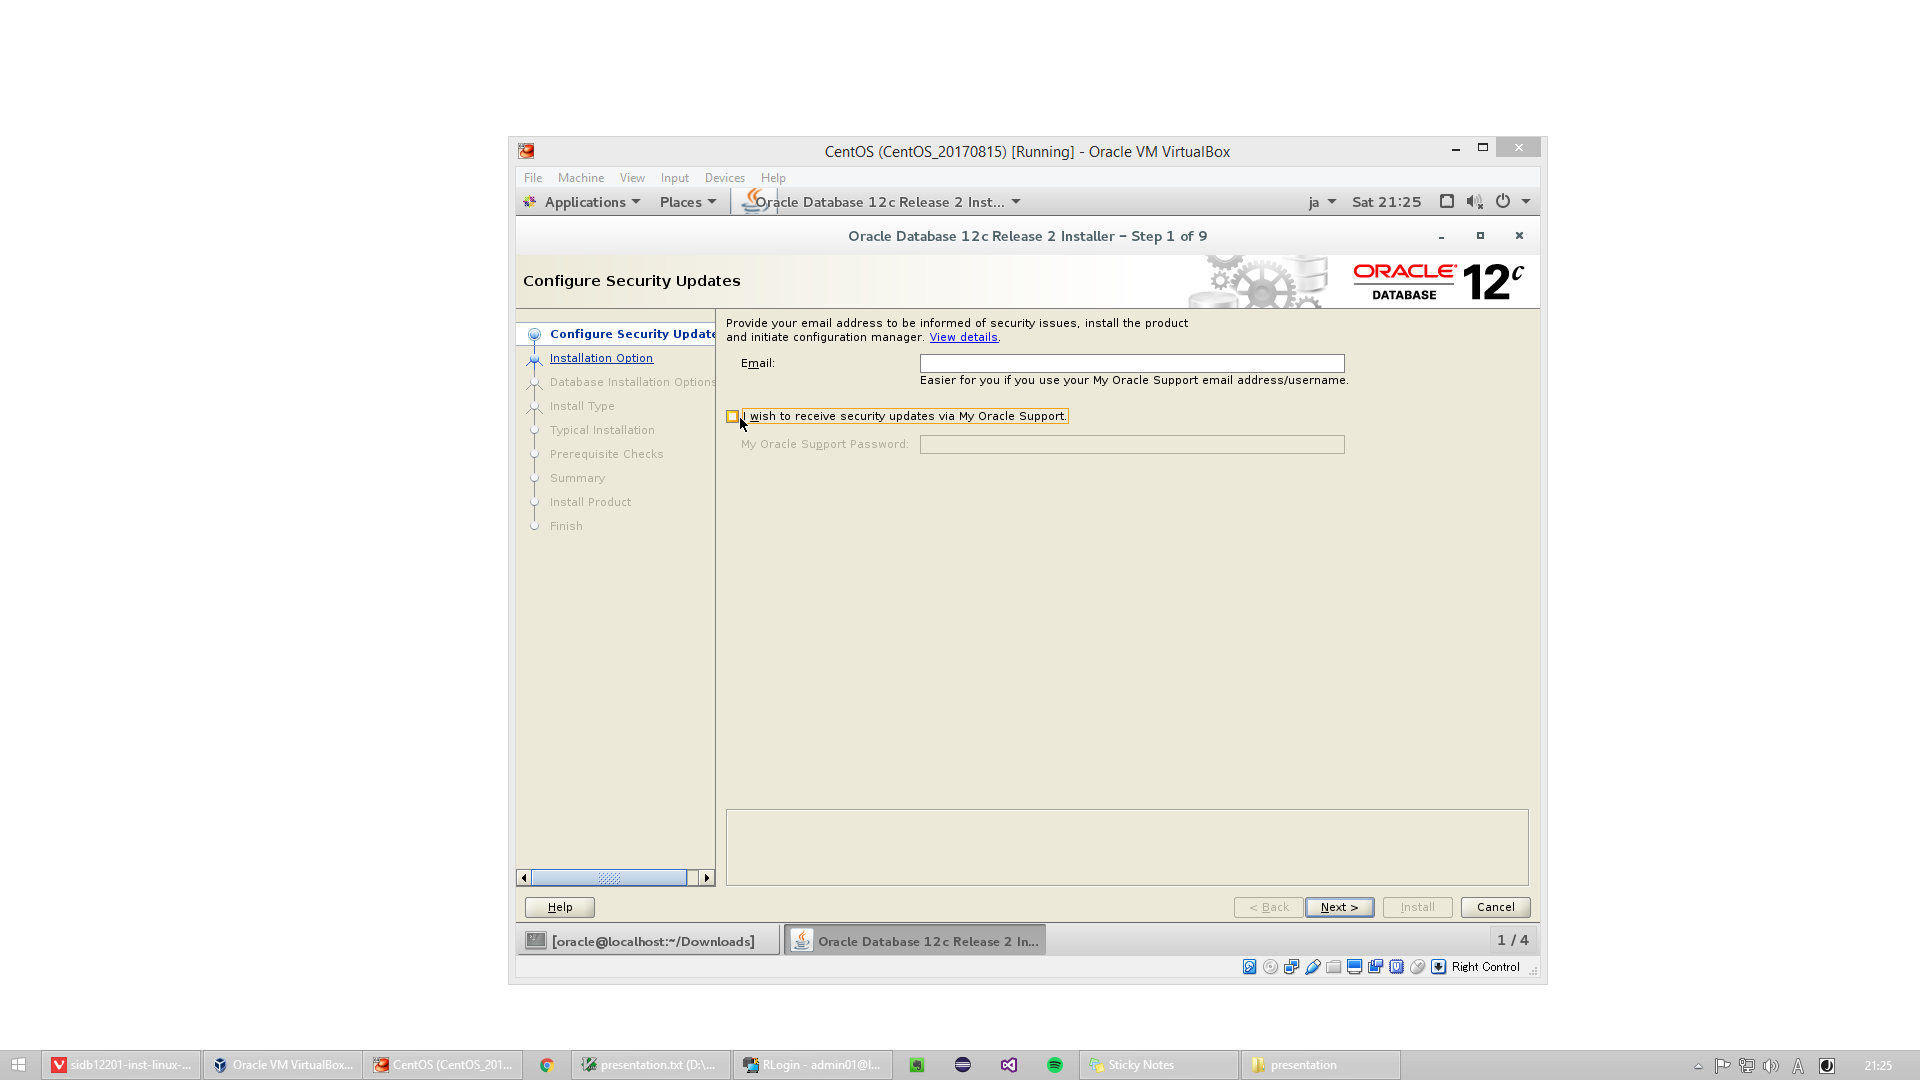 CentOS (CentOS_20170815) [Running] - Oracle VM VirtualBox
File Machine View Input Devices Help
Applications Places Oracle Database 12c Release 2 Inst... ja Sat 21:25
Oracle Database 12c Release 2 Installer – Step 1 of 9
Configure Security Updates
ORACLE
DATABASE
12c
Configure Security Update
Installation Option
Database Installation Options
Install Type
Typical Installation
Prerequisite Checks
Summary
Install Product
Finish
Provide your email address to be informed of security issues, install the product
and initiate configuration manager. View details.
Email:
Easier for you if you use your My Oracle Support email address/username.
I wish to receive security updates via My Oracle Support.
My Oracle Support Password:
Help < Back Next > Install Cancel
[oracle@localhost:~/Downloads] Oracle Database 12c Release 2 In... 1 / 4
Right Control
sidb12201-inst-linux-... Oracle VM VirtualBox... CentOS (CentOS_201... presentation.txt (D:\... RLogin - admin01@l... Sticky Notes presentation A 21:25